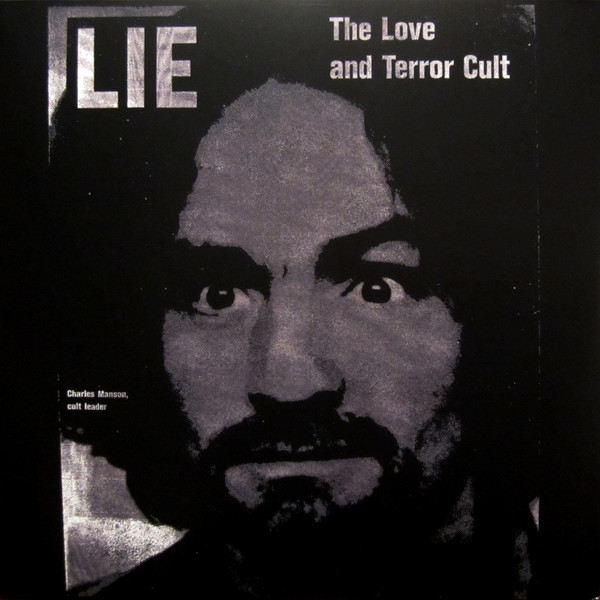 LIE
The Love
and Terror Cult
Charles Manson,
cult leader